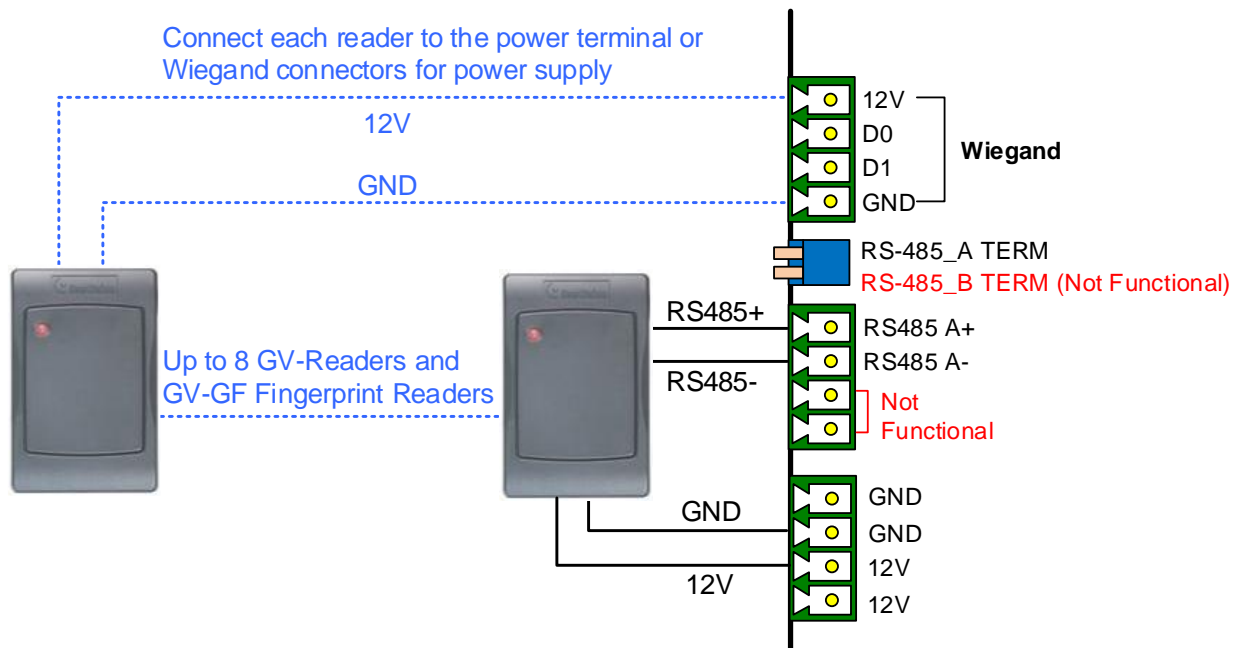 Connect each reader to the power terminal or
Wiegand connectors for power supply
12V
GND
12V
D0
D1
GND
Wiegand
RS-485_A TERM
RS-485_B TERM (Not Functional)
RS485+
RS485-
RS485 A+
RS485 A-
Not
Functional
Up to 8 GV-Readers and
GV-GF Fingerprint Readers
GND
12V
GND
GND
12V
12V